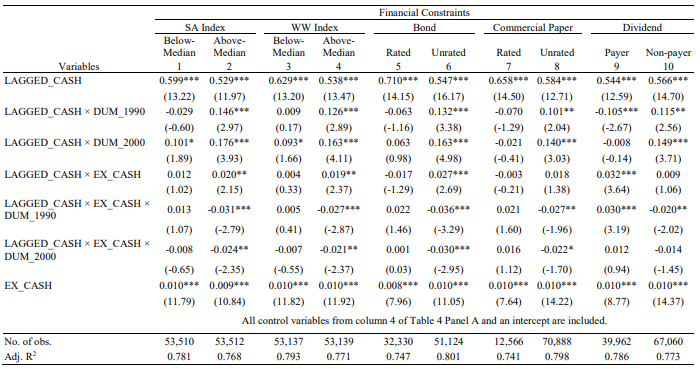 Financial Constraints
SA Index WW Index Bond Commercial Paper Dividend
Below- Above- Below- Above-
Median Median Median Median Rated Unrated Rated Unrated Payer Non-payer
Variables 1 2 3 4 5 6 7 8 9 10
LAGGED_CASH 0.599*** 0.529*** 0.629*** 0.538*** 0.710*** 0.547*** 0.658*** 0.584*** 0.544*** 0.566***
(13.22) (11.97) (13.20) (13.47) (14.15) (16.17) (14.50) (12.71) (12.59) (14.70)
LAGGED_CASH × DUM_1990 -0.029 0.146*** 0.009 0.126*** -0.063 0.132*** -0.070 0.101** -0.105*** 0.115**
(-0.60) (2.97) (0.17) (2.89) (-1.16) (3.38) (-1.29) (2.04) (-2.67) (2.56)
LAGGED_CASH × DUM_2000 0.101* 0.176*** 0.093* 0.163*** 0.063 0.163*** -0.021 0.140*** -0.008 0.149***
(1.89) (3.93) (1.66) (4.11) (0.98) (4.98) (-0.41) (3.03) (-0.14) (3.71)
LAGGED_CASH × EX_CASH 0.012 0.020** 0.004 0.019** -0.017 0.027*** -0.003 0.018 0.032*** 0.009
(1.02) (2.15) (0.33) (2.37) (-1.29) (2.69) (-0.21) (1.38) (3.64) (1.06)
LAGGED_CASH × EX_CASH × 0.013 -0.031*** 0.005 -0.027*** 0.022 -0.036*** 0.021 -0.027** 0.030*** -0.020**
DUM_1990
(1.07) (-2.79) (0.41) (-2.87) (1.46) (-3.29) (1.60) (-1.96) (3.19) (-2.02)
LAGGED_CASH × EX_CASH × -0.008 -0.024** -0.007 -0.021** 0.001 -0.030*** 0.016 -0.022* 0.012 -0.014
DUM_2000
(-0.65) (-2.35) (-0.55) (-2.37) (0.03) (-2.95) (1.12) (-1.70) (0.94) (-1.45)
EX_CASH 0.010*** 0.009*** 0.010*** 0.010*** 0.008*** 0.010*** 0.010*** 0.010*** 0.010*** 0.010***
(11.79) (10.84) (11.82) (11.92) (7.96) (11.05) (7.64) (14.22) (8.77) (14.37)
All control variables from column 4 of Table 4 Panel A and an intercept are included.
No. of obs. 53,510 53,512 53,137 53,139 32,330 51,124 12,566 70,888 39,962 67,060
Adj. R² 0.781 0.768 0.793 0.771 0.747 0.801 0.741 0.798 0.786 0.773